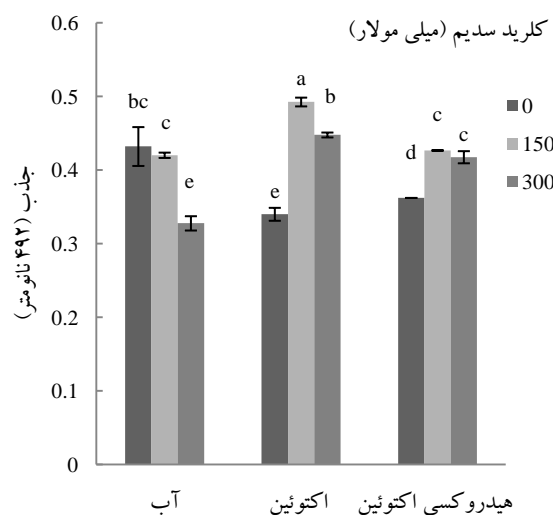 کلرید سدیم (میلی مولار)
0.6
0.5
0.4
0.3
0.2
0.1
0
جذب (۴۹۲ نانومتر)
bc
c
e
e
a
b
d
c
c
0
150
300
آب
اکتوئین
هیدروکسی اکتوئین